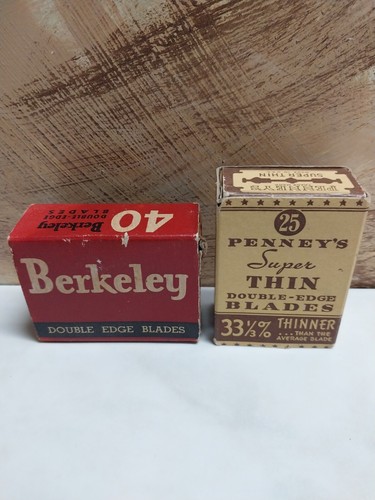 40
Berkeley
DOUBLE-EDGE
BLADES
Berkeley
DOUBLE EDGE BLADES
PENNEY'S
SUPER THIN
25
PENNEY'S
Super
THIN
DOUBLE-EDGE
BLADES
33 1/3% THINNER
...THAN THE
AVERAGE BLADE